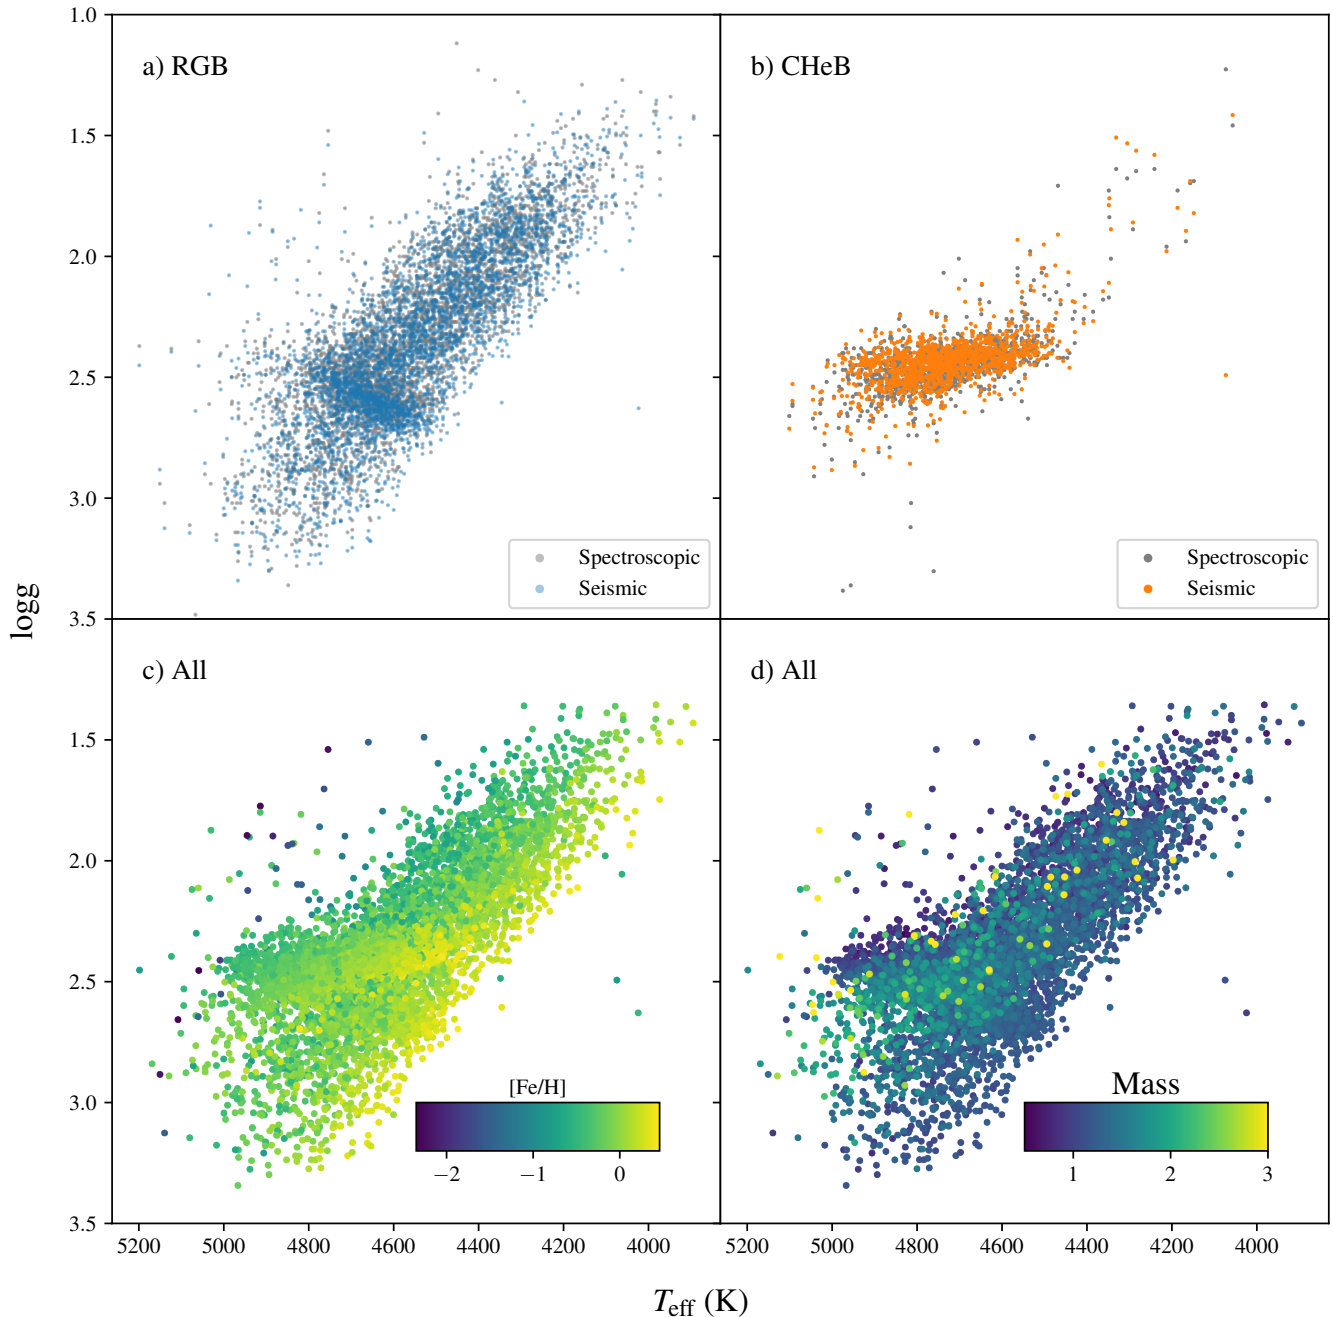 a) RGB
b) CHeB
1.0
1.5
2.0
2.5
3.0
3.5
Spectroscopic
Seismic
Spectroscopic
Seismic
logg
c) All
d) All
1.5
2.0
2.5
3.0
3.5
[Fe/H]
−2 −1 0
Mass
1 2 3
5200 5000 4800 4600 4400 4200 4000
5200 5000 4800 4600 4400 4200 4000
Teff (K)